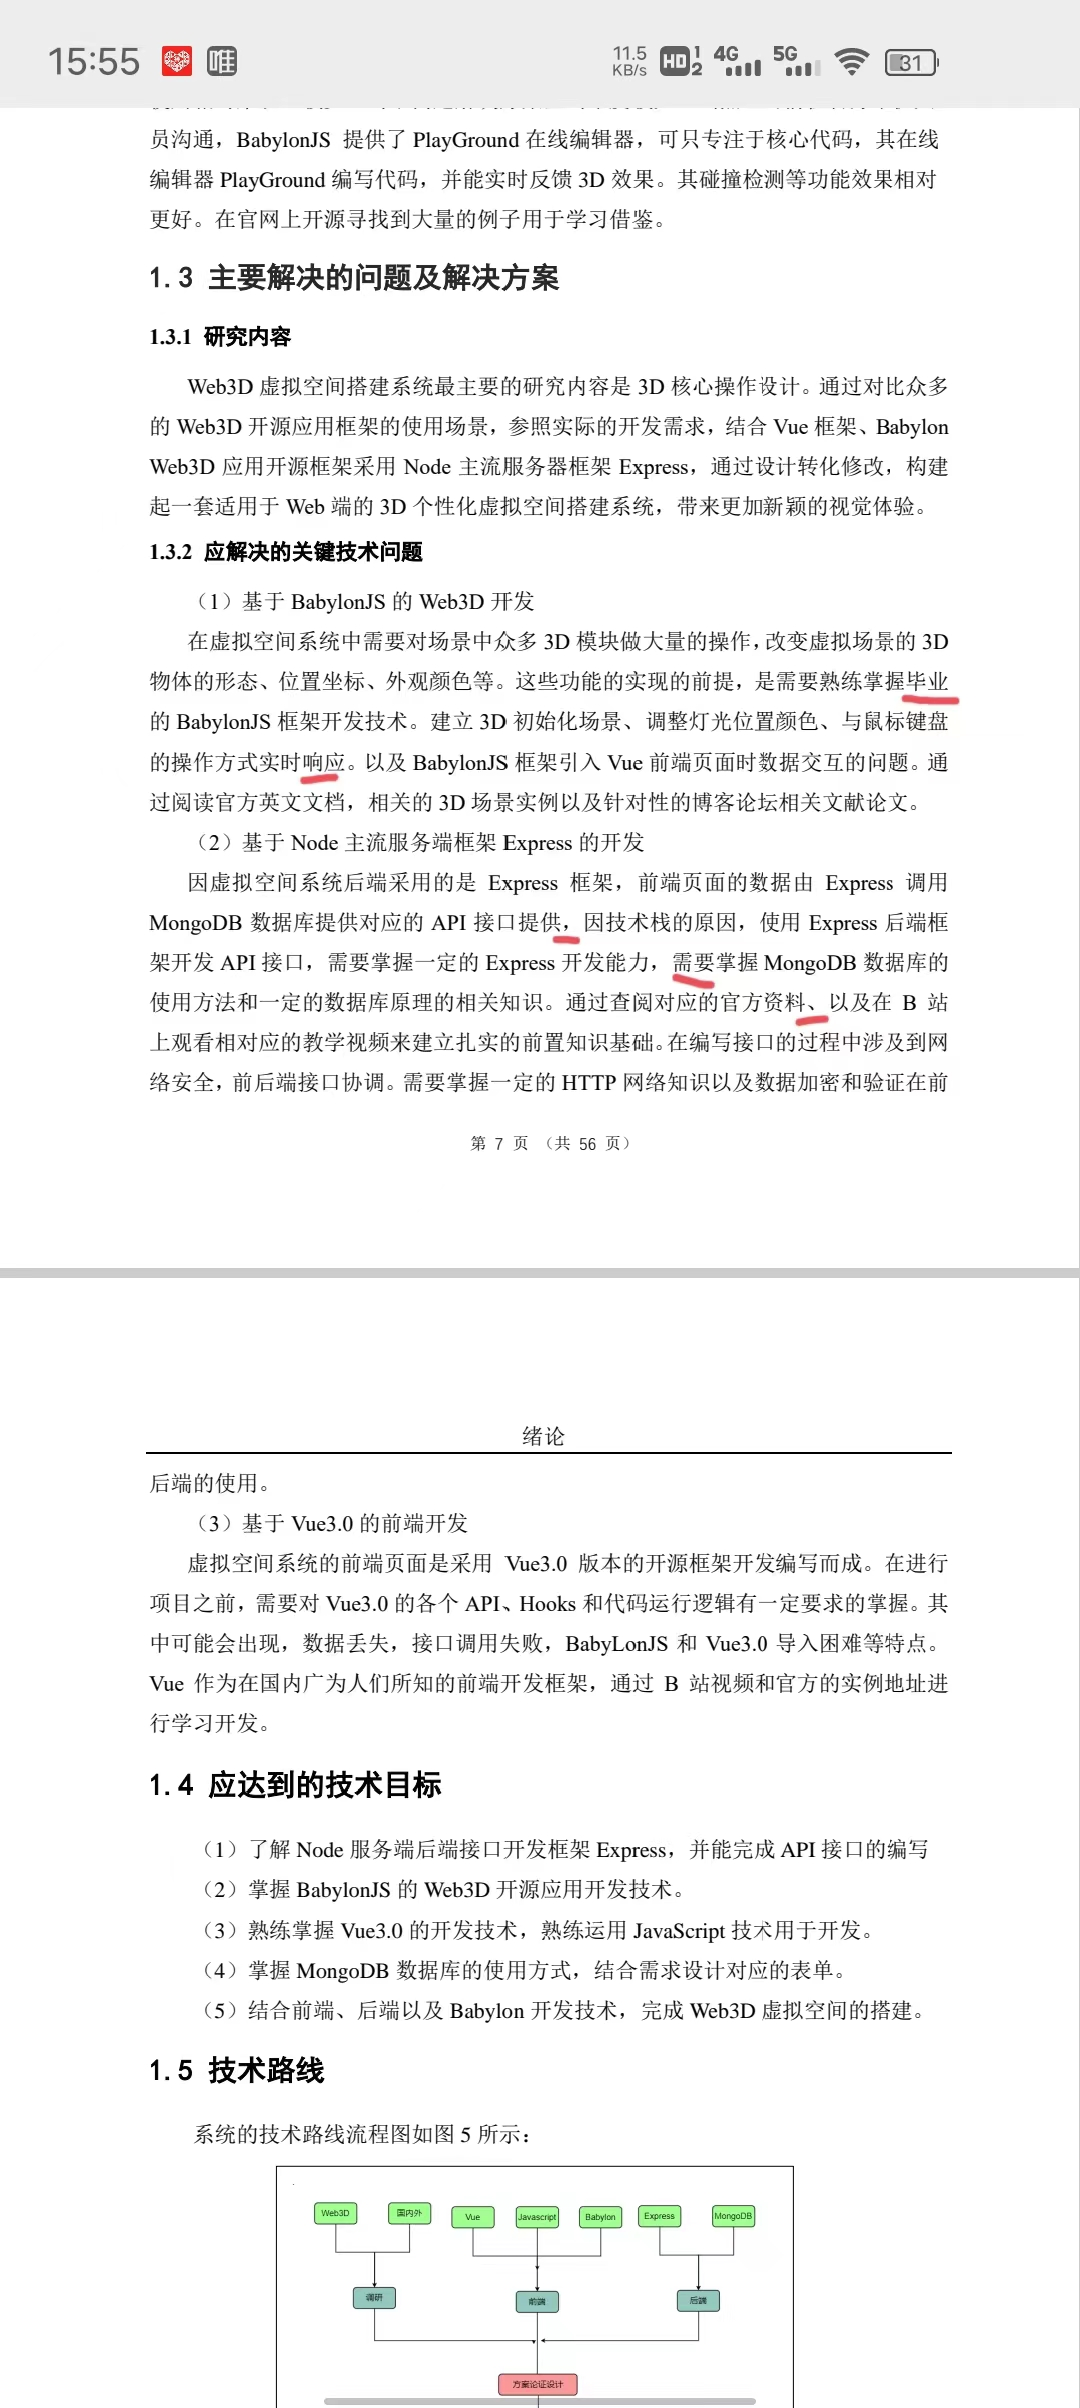 15:55
唯
11.5 KB/s HD 1 2 4G 5G 31
员沟通，BabylonJS 提供了 PlayGround 在线编辑器，可只专注于核心代码，其在线
编辑器 PlayGround 编写代码，并能实时反馈 3D 效果。其碰撞检测等功能效果相对
更好。在官网上开源寻找到大量的例子用于学习借鉴。
1.3 主要解决的问题及解决方案
1.3.1 研究内容
Web3D 虚拟空间搭建系统最主要的研究内容是 3D 核心操作设计。通过对比众多
的 Web3D 开源应用框架的使用场景，参照实际的开发需求，结合 Vue 框架、Babylon
Web3D 应用开源框架采用 Node 主流服务器框架 Express，通过设计转化修改，构建
起一套适用于 Web 端的 3D 个性化虚拟空间搭建系统，带来更加新颖的视觉体验。
1.3.2 应解决的关键技术问题
（1）基于 BabylonJS 的 Web3D 开发
在虚拟空间系统中需要对场景中众多 3D 模块做大量的操作，改变虚拟场景的 3D
物体的形态、位置坐标、外观颜色等。这些功能的实现的前提，是需要熟练掌握毕业
的 BabylonJS 框架开发技术。建立 3D 初始化场景、调整灯光位置颜色、与鼠标键盘
的操作方式实时响应。以及 BabylonJS 框架引入 Vue 前端页面时数据交互的问题。通
过阅读官方英文文档，相关的 3D 场景实例以及针对性的博客论坛相关文献论文。
（2）基于 Node 主流服务端框架 Express 的开发
因虚拟空间系统后端采用的是 Express 框架，前端页面的数据由 Express 调用
MongoDB 数据库提供对应的 API 接口提供，因技术栈的原因，使用 Express 后端框
架开发 API 接口，需要掌握一定的 Express 开发能力，需要掌握 MongoDB 数据库的
使用方法和一定的数据库原理的相关知识。通过查阅对应的官方资料、以及在 B 站
上观看相对应的教学视频来建立扎实的前置知识基础。在编写接口的过程中涉及到网
络安全，前后端接口协调。需要掌握一定的 HTTP 网络知识以及数据加密和验证在前
第 7 页 （共 56 页）
绪论
后端的使用。
（3）基于 Vue3.0 的前端开发
虚拟空间系统的前端页面是采用 Vue3.0 版本的开源框架开发编写而成。在进行
项目之前，需要对 Vue3.0 的各个 API、Hooks 和代码运行逻辑有一定要求的掌握。其
中可能会出现，数据丢失，接口调用失败，BabyLonJS 和 Vue3.0 导入困难等特点。
Vue 作为在国内广为人们所知的前端开发框架，通过 B 站视频和官方的实例地址进
行学习开发。
1.4 应达到的技术目标
（1）了解 Node 服务端后端接口开发框架 Express，并能完成 API 接口的编写
（2）掌握 BabylonJS 的 Web3D 开源应用开发技术。
（3）熟练掌握 Vue3.0 的开发技术，熟练运用 JavaScript 技术用于开发。
（4）掌握 MongoDB 数据库的使用方式，结合需求设计对应的表单。
（5）结合前端、后端以及 Babylon 开发技术，完成 Web3D 虚拟空间的搭建。
1.5 技术路线
系统的技术路线流程图如图 5 所示：
Web3D 国内外 Vue Javascript Babylon Express MongoDB
调研 前端 后端
方案论证设计